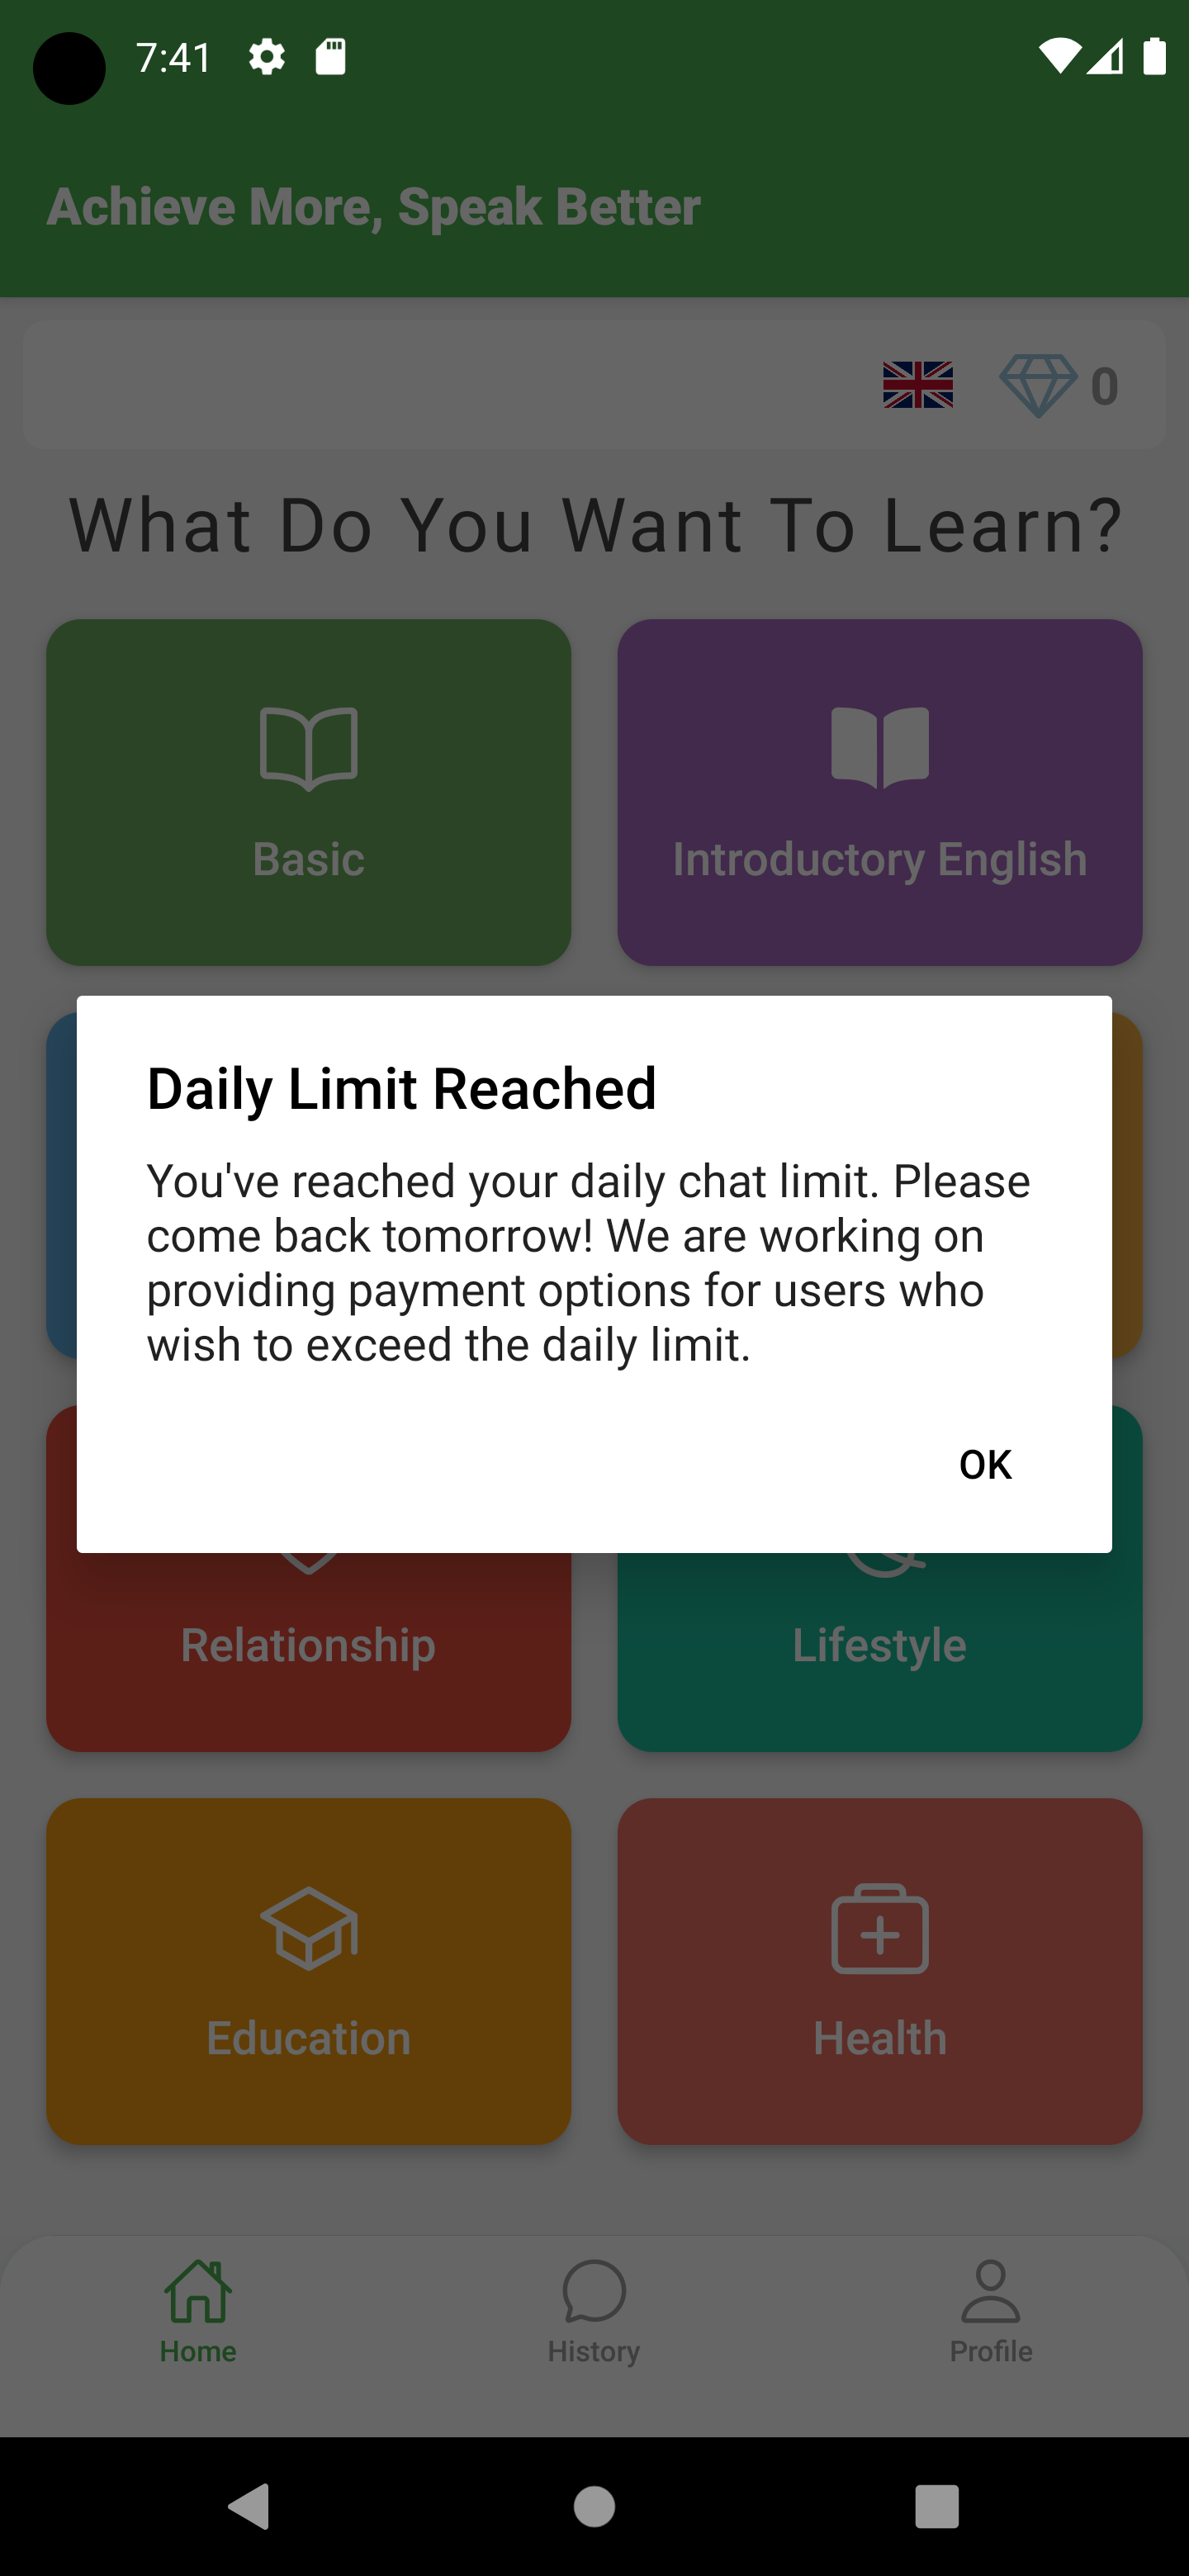 7:41
Achieve More, Speak Better
0
What Do You Want To Learn?
Basic
Introductory English
Daily Limit Reached
You've reached your daily chat limit. Please
come back tomorrow! We are working on
providing payment options for users who
wish to exceed the daily limit.
OK
Relationship
Lifestyle
Education
Health
Home
History
Profile